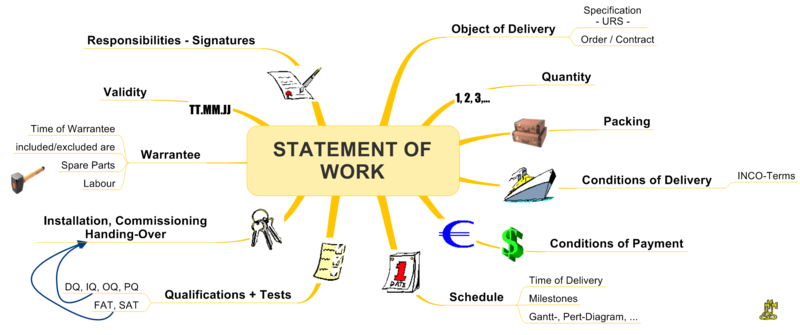 STATEMENT OF
WORK
Object of Delivery
Specification
- URS -
Order / Contract
Quantity
1, 2, 3,...
Packing
Conditions of Delivery
INCO-Terms
Conditions of Payment
€
$
Schedule
1
DATE
Time of Delivery
Milestones
Gantt-, Pert-Diagram, ...
Qualifications + Tests
DQ, IQ, OQ, PQ
FAT, SAT
Installation, Commissioning
Handing-Over
Warrantee
Time of Warrantee
included/excluded are
Spare Parts
Labour
Validity
TT.MM.JJ
Responsibilities - Signatures